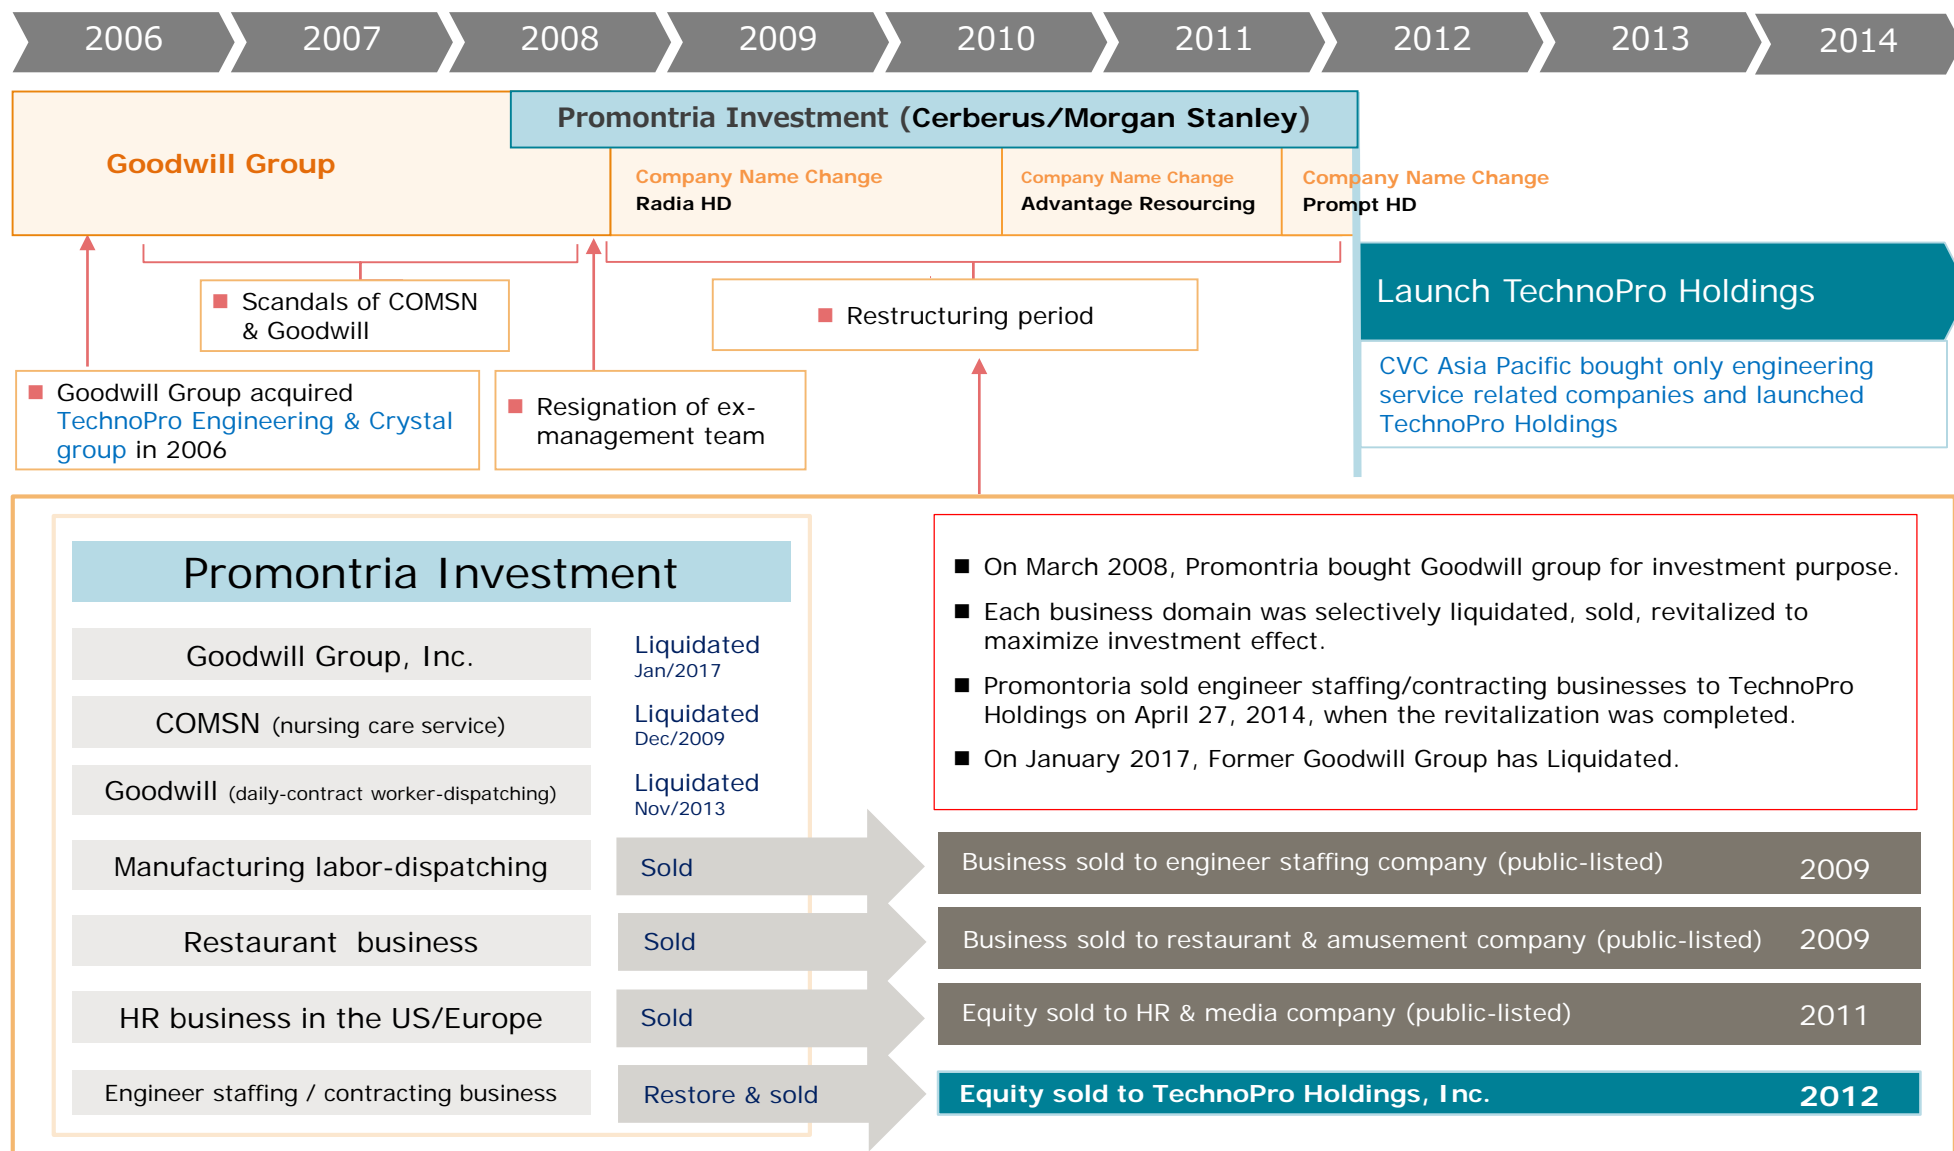 2006 2007 2008 2009 2010 2011 2012 2013 2014
Promontria Investment (Cerberus/Morgan Stanley)
Goodwill Group
Company Name Change
Radia HD
Company Name Change
Advantage Resourcing
Company Name Change
Prompt HD
Scandals of COMSN
& Goodwill
Restructuring period
Launch TechnoPro Holdings
Goodwill Group acquired
TechnoPro Engineering & Crystal
group in 2006
Resignation of ex-
management team
CVC Asia Pacific bought only engineering
service related companies and launched
TechnoPro Holdings
Promontria Investment
Goodwill Group, Inc.
Liquidated
Jan/2017
COMSN (nursing care service)
Liquidated
Dec/2009
Goodwill (daily-contract worker-dispatching)
Liquidated
Nov/2013
On March 2008, Promontria bought Goodwill group for investment purpose.
Each business domain was selectively liquidated, sold, revitalized to
maximize investment effect.
Promontoria sold engineer staffing/contracting businesses to TechnoPro
Holdings on April 27, 2014, when the revitalization was completed.
On January 2017, Former Goodwill Group has Liquidated.
Manufacturing labor-dispatching Sold Business sold to engineer staffing company (public-listed) 2009
Restaurant business Sold Business sold to restaurant & amusement company (public-listed) 2009
HR business in the US/Europe Sold Equity sold to HR & media company (public-listed) 2011
Engineer staffing / contracting business Restore & sold Equity sold to TechnoPro Holdings, Inc. 2012